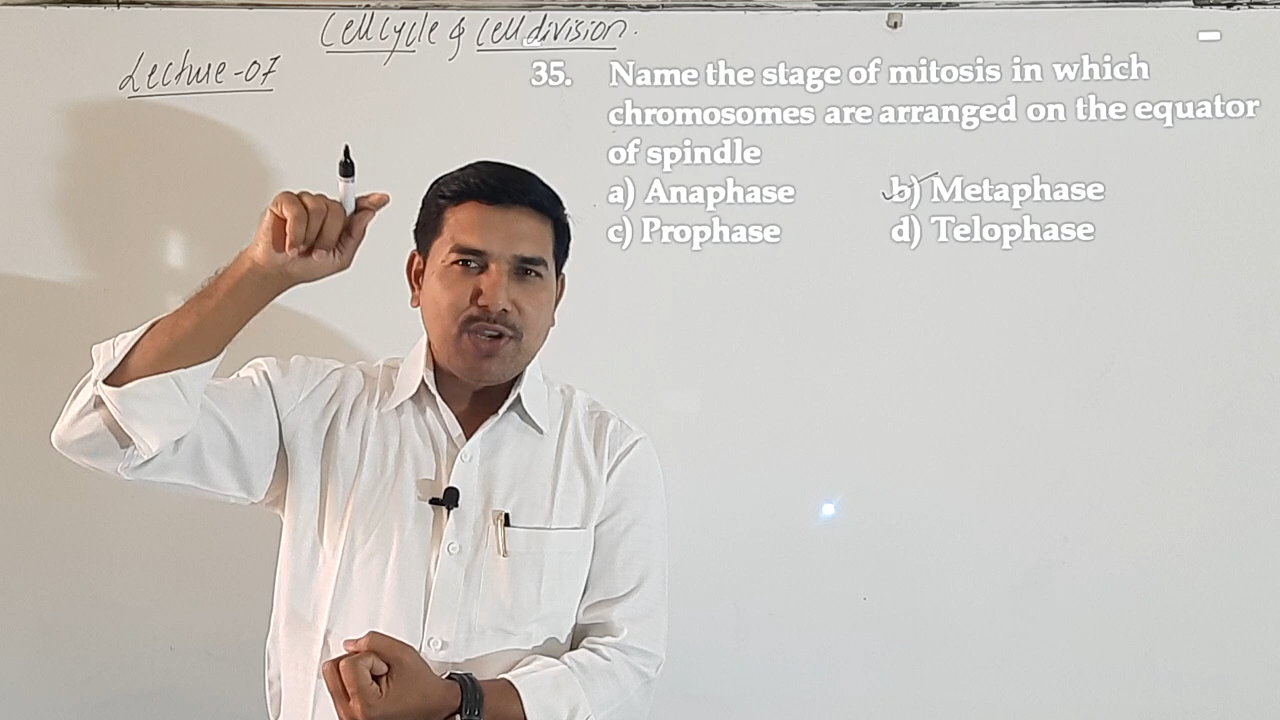 Cell cycle & Cell division.
Lecture-07
35. Name the stage of mitosis in which
chromosomes are arranged on the equator
of spindle
a) Anaphase b) Metaphase
c) Prophase d) Telophase